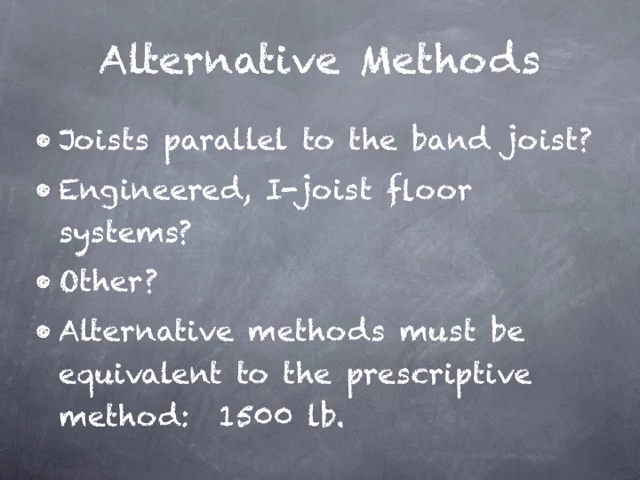 Alternative Methods
• Joists parallel to the band joist?
• Engineered, I-joist floor
systems?
• Other?
• Alternative methods must be
equivalent to the prescriptive
method:  1500 lb.